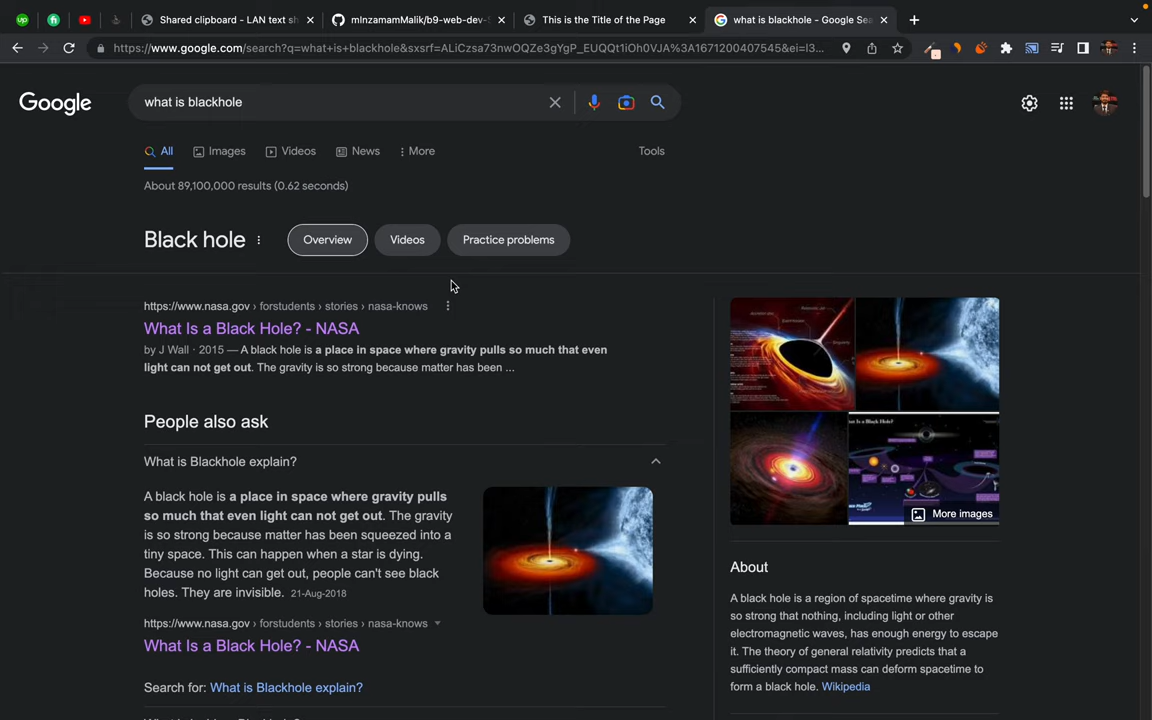 Shared clipboard - LAN text sh
mInzamamMalik/b9-web-dev-
This is the Title of the Page
what is blackhole - Google Sea
https://www.google.com/search?q=what+is+blackhole&sxsrf=ALiCzsa73nwOQZe3gYgP_EUQQt1iOh0VJA%3A1671200407545&ei=l3...
Google
what is blackhole
All
Images
Videos
News
More
Tools
About 89,100,000 results (0.62 seconds)
Black hole
Overview
Videos
Practice problems
https://www.nasa.gov › forstudents › stories › nasa-knows
What Is a Black Hole? - NASA
by J Wall · 2015 — A black hole is a place in space where gravity pulls so much that even
light can not get out. The gravity is so strong because matter has been ...
People also ask
What is Blackhole explain?
A black hole is a place in space where gravity pulls
so much that even light can not get out. The gravity
is so strong because matter has been squeezed into a
tiny space. This can happen when a star is dying.
Because no light can get out, people can't see black
holes. They are invisible. 21-Aug-2018
https://www.nasa.gov › forstudents › stories › nasa-knows
What Is a Black Hole? - NASA
Search for: What is Blackhole explain?
More images
About
A black hole is a region of spacetime where gravity is
so strong that nothing, including light or other
electromagnetic waves, has enough energy to escape
it. The theory of general relativity predicts that a
sufficiently compact mass can deform spacetime to
form a black hole. Wikipedia